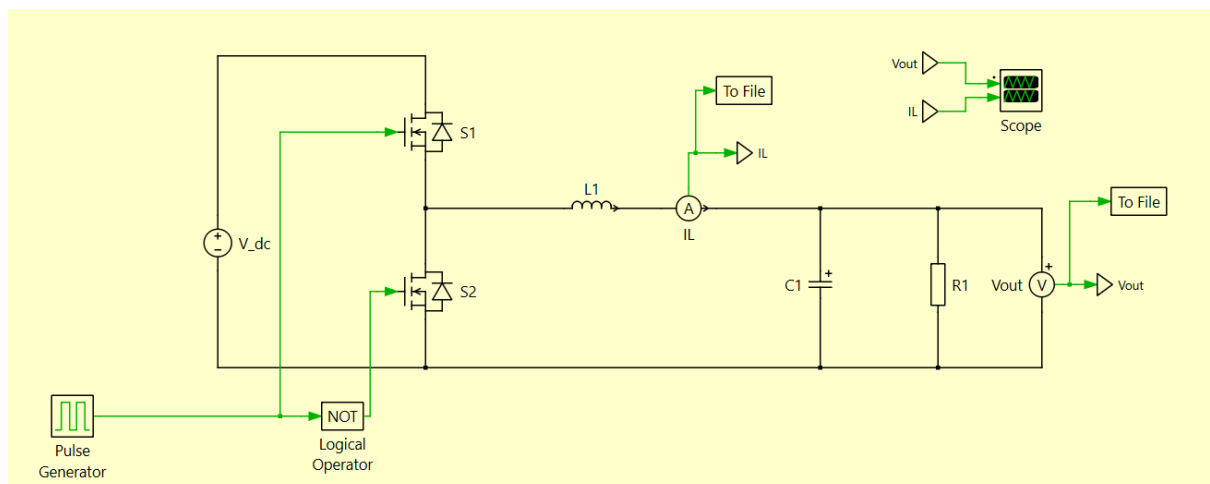 To File
Vout
IL
Scope
S1
IL
L1
A
IL
To File
V_dc
S2
C1
+
R1
Vout
+
V
Vout
+
−
NOT
Pulse
Generator
Logical
Operator